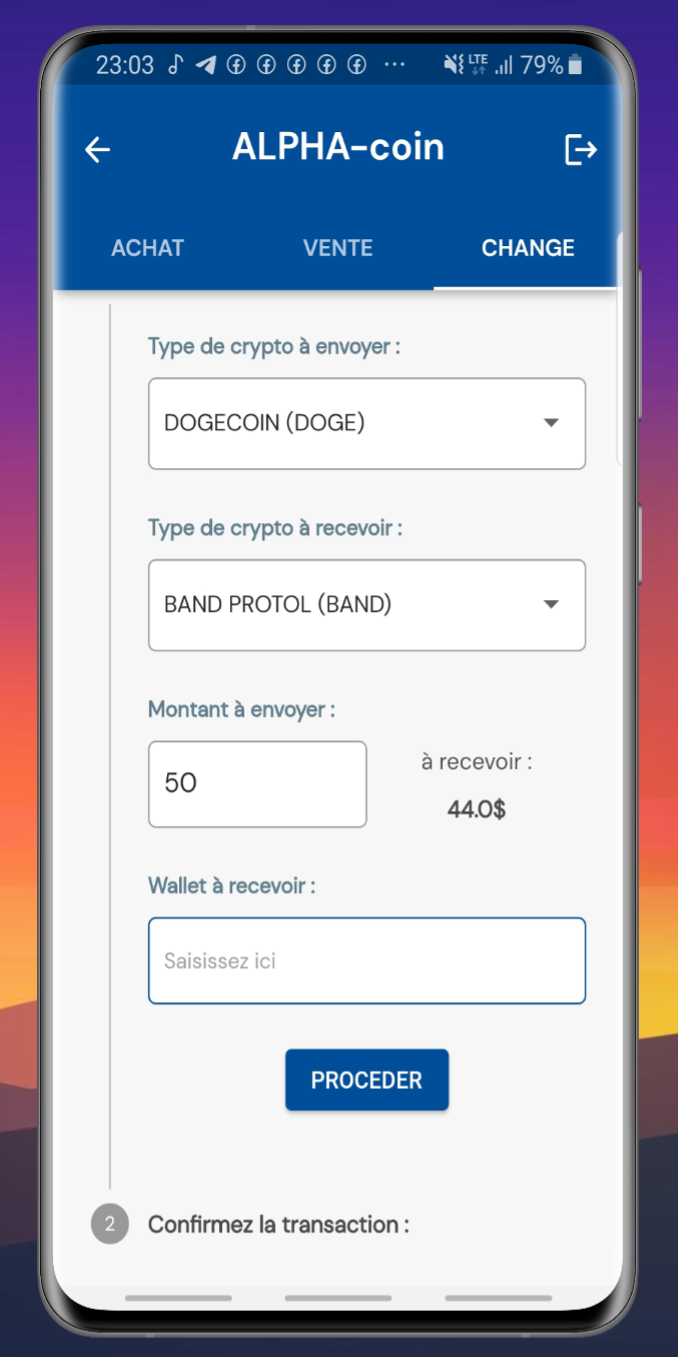 23:03 LTE 79%
ALPHA-coin
ACHAT VENTE CHANGE
Type de crypto à envoyer :
DOGECOIN (DOGE)
Type de crypto à recevoir :
BAND PROTOL (BAND)
Montant à envoyer :
50
à recevoir :
44.0$
Wallet à recevoir :
Saisissez ici
PROCEDER
2 Confirmez la transaction :